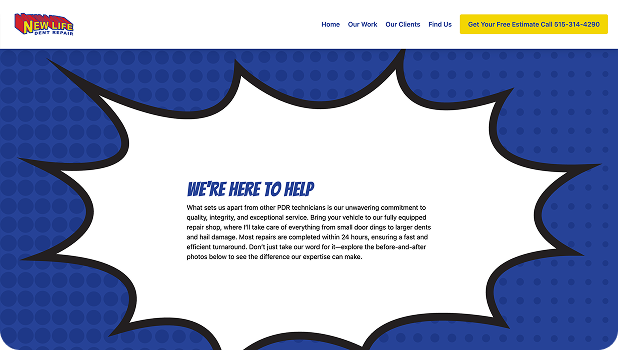 NEW LIFE
DENT REPAIR
Home Our Work Our Clients Find Us Get Your Free Estimate Call 515-314-4290
WE'RE HERE TO HELP
What sets us apart from other PDR technicians is our unwavering commitment to
quality, integrity, and exceptional service. Bring your vehicle to our fully equipped
repair shop, where I'll take care of everything from small door dings to larger dents
and hail damage. Most repairs are completed within 24 hours, ensuring a fast and
efficient turnaround. Don't just take our word for it—explore the before-and-after
photos below to see the difference our expertise can make.